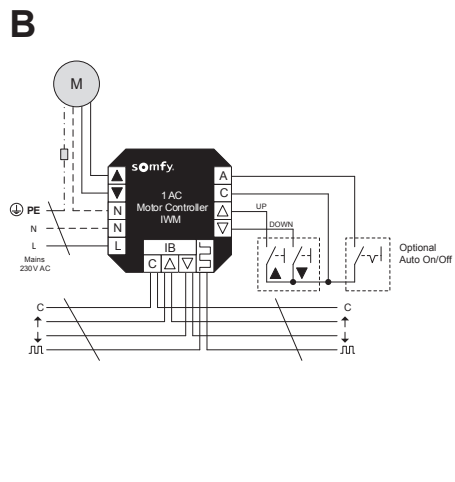 B
M
somfy.
1 AC
Motor Controller
IWM
A
C
N
N
L
IB
C
PE
N
L
Mains
230V AC
UP
DOWN
Optional
Auto On/Off
C
C